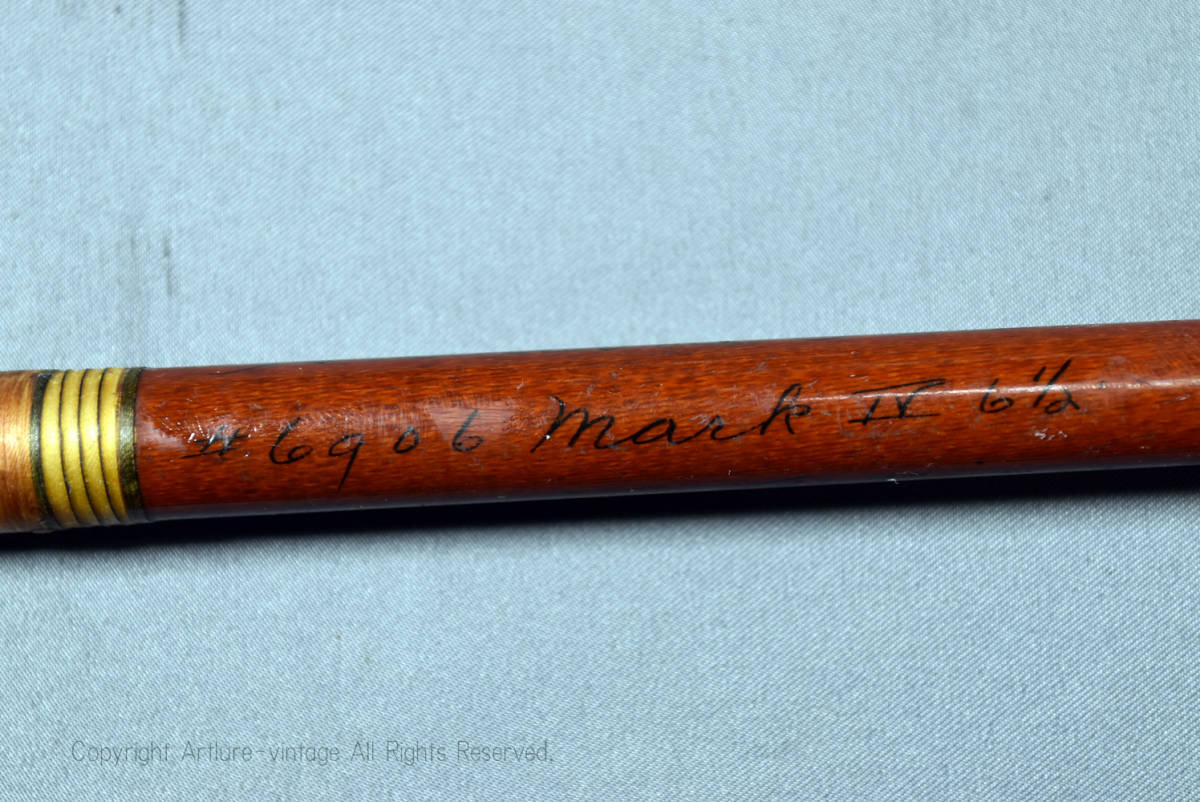 #6906 Mark IV 6½
Copyright Artlure-vintage All Rights Reserved.